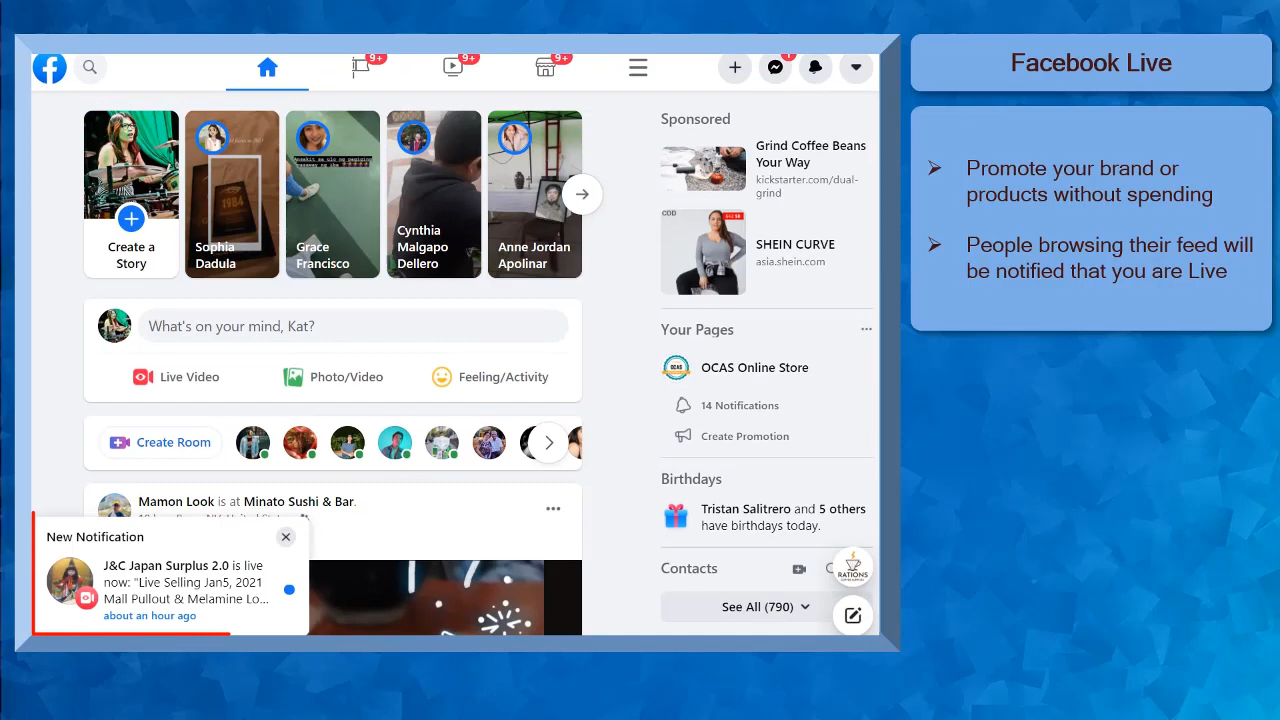 Facebook Live
Promote your brand or
products without spending
People browsing their feed will
be notified that you are Live
9+
9+
9+
Create a
Story
1984
Sophia
Dadula
Grace
Francisco
Cynthia
Malgapo
Dellero
Anne Jordan
Apolinar
What's on your mind, Kat?
Live Video
Photo/Video
Feeling/Activity
Create Room
Mamon Look is at Minato Sushi & Bar.
New Notification
J&C Japan Surplus 2.0 is live
now: "Live Selling Jan5, 2021
Mall Pullout & Melamine Lo...
about an hour ago
Sponsored
Grind Coffee Beans
Your Way
kickstarter.com/dual-
grind
COD
SHEIN CURVE
asia.shein.com
Your Pages
OCAS
OCAS Online Store
14 Notifications
Create Promotion
Birthdays
Tristan Salitrero and 5 others
have birthdays today.
Contacts
RATIONS
See All (790)